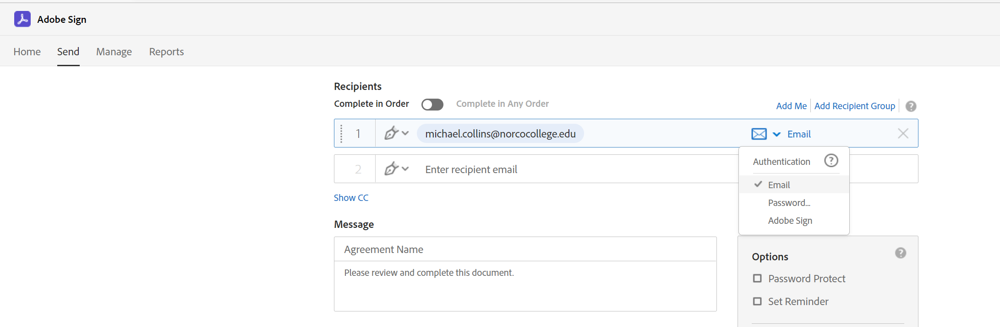 Adobe Sign
Home Send Manage Reports
Recipients
Complete in Order Complete in Any Order
Add Me Add Recipient Group ?
1 michael.collins@norcocollege.edu Email
2 Enter recipient email
Authentication ?
Email
Password...
Adobe Sign
Show CC
Message
Agreement Name
Please review and complete this document.
Options ?
Password Protect
Set Reminder